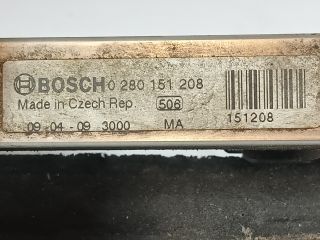 BOSCH 0 280 151 208
Made in Czech Rep 506
09-04-09 3000 MA
151208